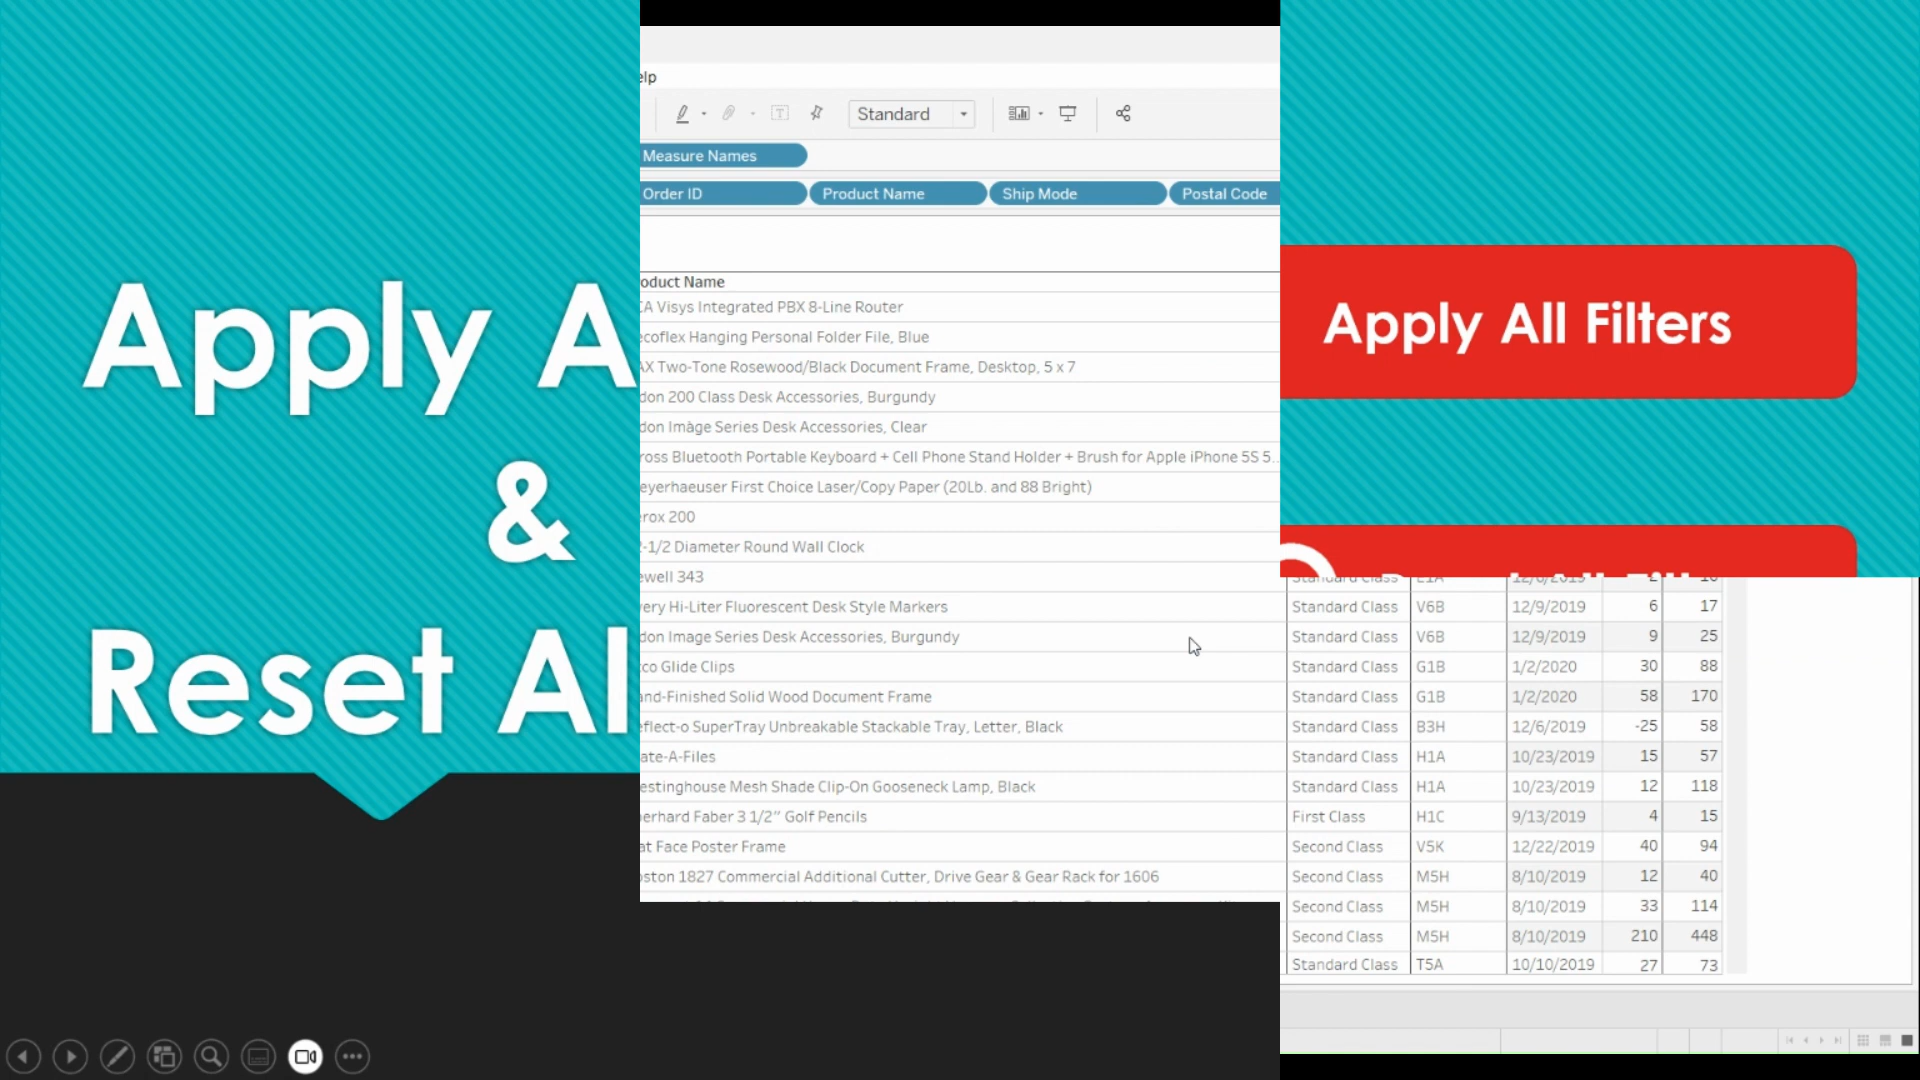 Apply A
&
Reset Al
elp
Standard
Measure Names
Order ID
Product Name
Ship Mode
Postal Code
oduct Name
CA Visys Integrated PBX 8-Line Router
ecoflex Hanging Personal Folder File, Blue
AX Two-Tone Rosewood/Black Document Frame, Desktop, 5 x 7
don 200 Class Desk Accessories, Burgundy
don Imàge Series Desk Accessories, Clear
ross Bluetooth Portable Keyboard + Cell Phone Stand Holder + Brush for Apple iPhone 5S 5..
eyerhaeuser First Choice Laser/Copy Paper (20Lb. and 88 Bright)
erox 200
2-1/2 Diameter Round Wall Clock
ewell 343
very Hi-Liter Fluorescent Desk Style Markers
don Image Series Desk Accessories, Burgundy
cco Glide Clips
and-Finished Solid Wood Document Frame
eflect-o SuperTray Unbreakable Stackable Tray, Letter, Black
ate-A-Files
estinghouse Mesh Shade Clip-On Gooseneck Lamp, Black
berhard Faber 3 1/2" Golf Pencils
at Face Poster Frame
oston 1827 Commercial Additional Cutter, Drive Gear & Gear Rack for 1606
Apply All Filters
Standard Class V6B 12/9/2019 6 17
Standard Class V6B 12/9/2019 9 25
Standard Class G1B 1/2/2020 30 88
Standard Class G1B 1/2/2020 58 170
Standard Class B3H 12/6/2019 -25 58
Standard Class H1A 10/23/2019 15 57
Standard Class H1A 10/23/2019 12 118
First Class H1C 9/13/2019 4 15
Second Class V5K 12/22/2019 40 94
Second Class M5H 8/10/2019 12 40
Second Class M5H 8/10/2019 33 114
Second Class M5H 8/10/2019 210 448
Standard Class T5A 10/10/2019 27 73